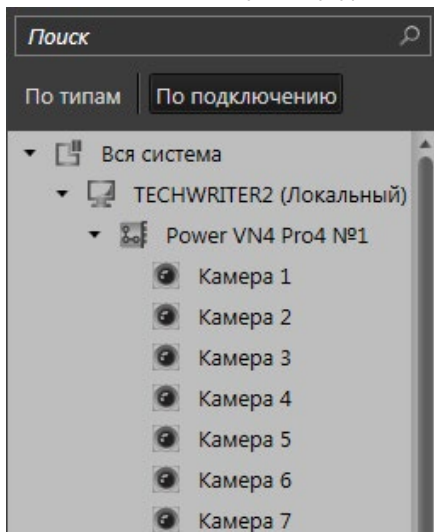 Поиск
По типам По подключению
Вся система
TECHWRITER2 (Локальный)
Power VN4 Pro4 №1
Камера 1
Камера 2
Камера 3
Камера 4
Камера 5
Камера 6
Камера 7